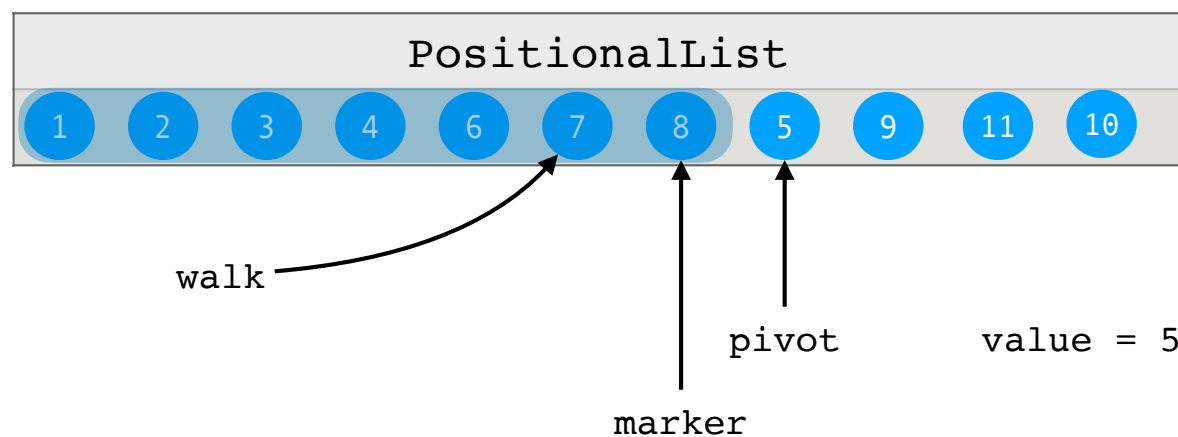 PositionalList
1 2 3 4 6 7 8 5 9 11 10
walk
pivot value = 5
marker